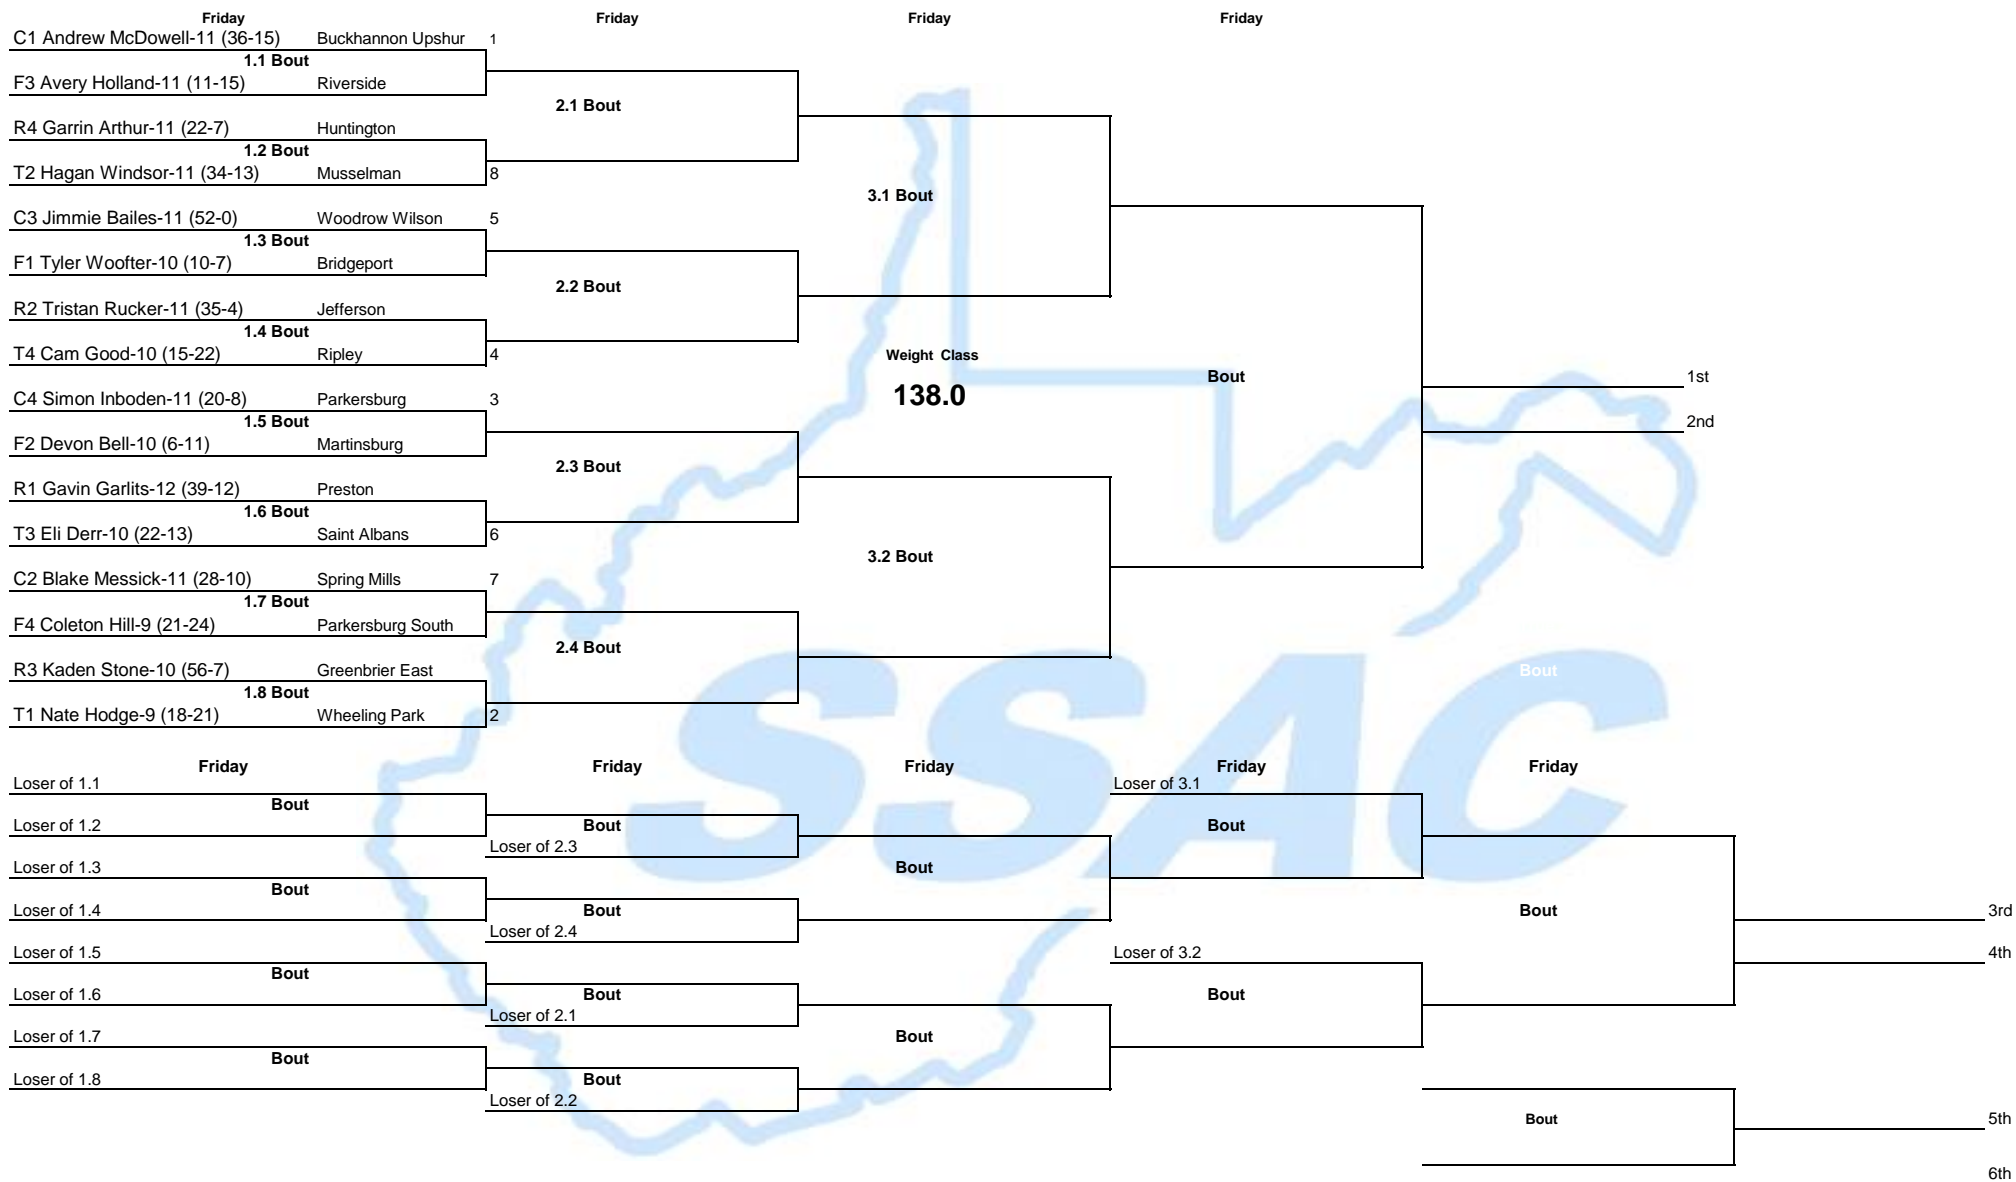 Friday Friday Friday Friday
C1 Andrew McDowell-11 (36-15) Buckhannon Upshur 1
1.1 Bout
F3 Avery Holland-11 (11-15) Riverside
2.1 Bout
R4 Garrin Arthur-11 (22-7) Huntington
1.2 Bout
T2 Hagan Windsor-11 (34-13) Musselman 8
3.1 Bout
C3 Jimmie Bailes-11 (52-0) Woodrow Wilson 5
1.3 Bout
F1 Tyler Woofter-10 (10-7) Bridgeport
2.2 Bout
R2 Tristan Rucker-11 (35-4) Jefferson
1.4 Bout
T4 Cam Good-10 (15-22) Ripley 4
Weight Class
Bout 1st
138.0
C4 Simon Inboden-11 (20-8) Parkersburg 3
1.5 Bout 2nd
F2 Devon Bell-10 (6-11) Martinsburg
2.3 Bout
R1 Gavin Garlits-12 (39-12) Preston
1.6 Bout
T3 Eli Derr-10 (22-13) Saint Albans 6
3.2 Bout
C2 Blake Messick-11 (28-10) Spring Mills 7
1.7 Bout
F4 Coleton Hill-9 (21-24) Parkersburg South
2.4 Bout
R3 Kaden Stone-10 (56-7) Greenbrier East Bout
1.8 Bout
T1 Nate Hodge-9 (18-21) Wheeling Park 2
SSAC
Friday Friday Friday Friday Friday
Loser of 1.1 Loser of 3.1
Bout
Loser of 1.2 Bout Bout
Loser of 2.3
Loser of 1.3 Bout
Bout
Loser of 1.4 Bout Bout 3rd
Loser of 2.4
Loser of 1.5 Loser of 3.2 4th
Bout
Loser of 1.6 Bout Bout
Loser of 2.1
Loser of 1.7 Bout
Bout
Loser of 1.8 Bout
Loser of 2.2
Bout 5th
6th